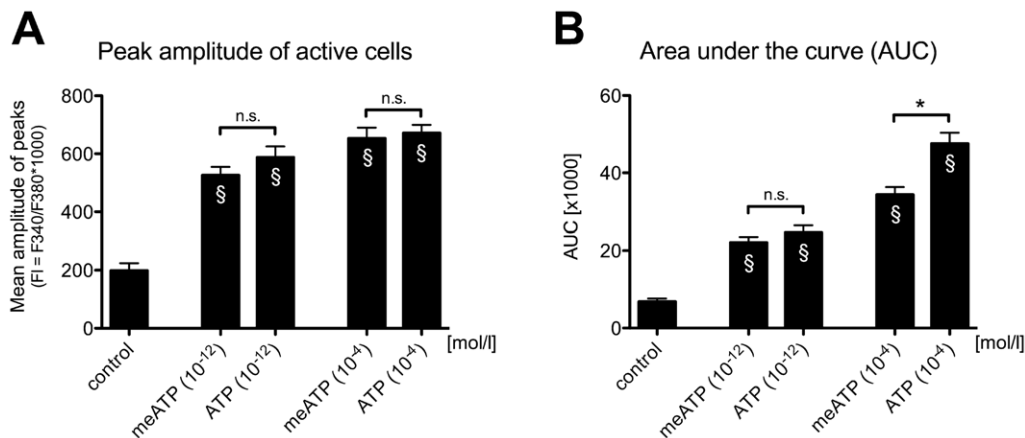 A
Peak amplitude of active cells
Mean amplitude of peaks
(FI = F340/F380*1000)
800
600
400
200
0
n.s.
n.s.
§
§
§
§
control
meATP (10⁻¹²)
ATP (10⁻¹²)
meATP (10⁻⁴)
ATP (10⁻⁴)
[mol/l]
B
Area under the curve (AUC)
AUC [x1000]
60
40
20
0
n.s.
*
§
§
§
§
control
meATP (10⁻¹²)
ATP (10⁻¹²)
meATP (10⁻⁴)
ATP (10⁻⁴)
[mol/l]